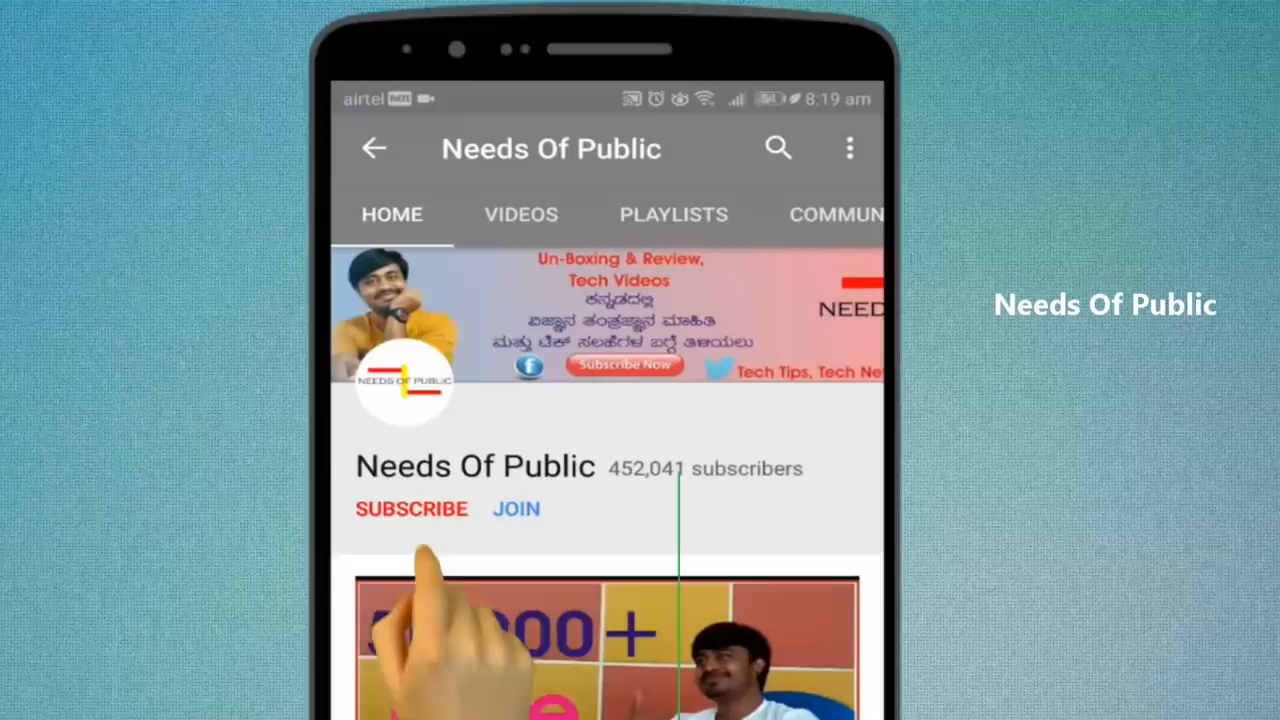 airtel VoLTE 54 8:19 am
Needs Of Public
HOME VIDEOS PLAYLISTS COMMUN
Un-Boxing & Review,
Tech Videos
ಕನ್ನಡದಲ್ಲಿ
ವಿಜ್ಞಾನ ತಂತ್ರಜ್ಞಾನ ಮಾಹಿತಿ
ಮತ್ತು ಟೆಕ್ ಸಲಹೆಗಳ ಬಗ್ಗೆ ತಿಳಿಯಲು
NEED
f Subscribe Now
Tech Tips, Tech Ne
NEEDS OF PUBLIC
Needs Of Public 452,041 subscribers
SUBSCRIBE JOIN
Needs Of Public